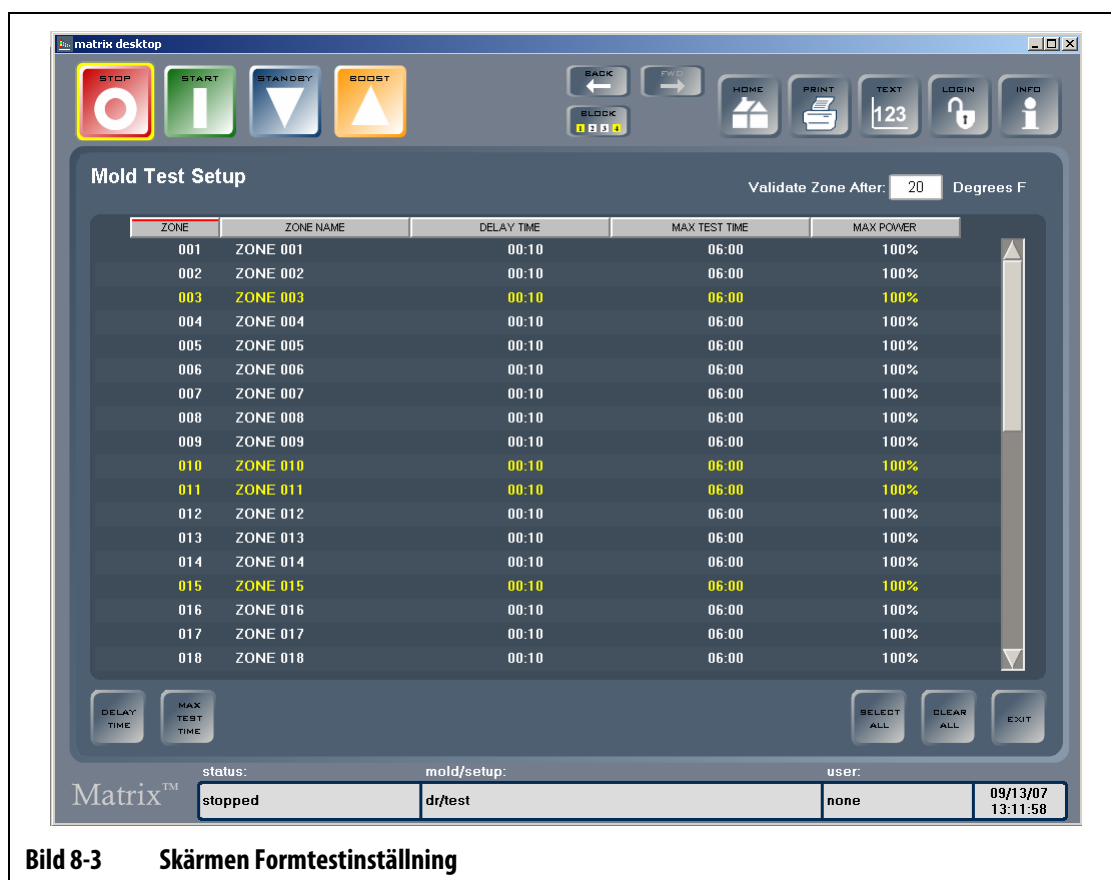 matrix desktop
STOP START STANDBY BOOST BACK FWD HOME PRINT TEXT LOGIN INFO
123
BLOCK
1 2 3 4
Mold Test Setup
Validate Zone After: 20 Degrees F
ZONE ZONE NAME DELAY TIME MAX TEST TIME MAX POWER
001 ZONE 001 00:10 06:00 100%
002 ZONE 002 00:10 06:00 100%
003 ZONE 003 00:10 06:00 100%
004 ZONE 004 00:10 06:00 100%
005 ZONE 005 00:10 06:00 100%
006 ZONE 006 00:10 06:00 100%
007 ZONE 007 00:10 06:00 100%
008 ZONE 008 00:10 06:00 100%
009 ZONE 009 00:10 06:00 100%
010 ZONE 010 00:10 06:00 100%
011 ZONE 011 00:10 06:00 100%
012 ZONE 012 00:10 06:00 100%
013 ZONE 013 00:10 06:00 100%
014 ZONE 014 00:10 06:00 100%
015 ZONE 015 00:10 06:00 100%
016 ZONE 016 00:10 06:00 100%
017 ZONE 017 00:10 06:00 100%
018 ZONE 018 00:10 06:00 100%
DELAY TIME
MAX TEST TIME
SELECT ALL
CLEAR ALL
EXIT
status: mold/setup: user:
Matrix™ stopped dr/test none 09/13/07
13:11:58
Bild 8-3 Skärmen Formtestinställning